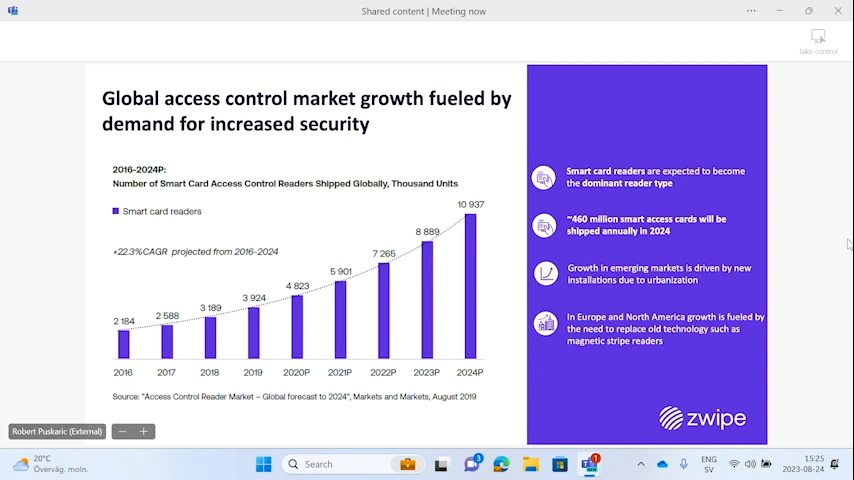 Shared content | Meeting now
Take control
Global access control market growth fueled by
demand for increased security
2016-2024P:
Number of Smart Card Access Control Readers Shipped Globally, Thousand Units
Smart card readers
+22.3%CAGR projected from 2016-2024
2 184
2 588
3 189
3 924
4 823
5 901
7 265
8 889
10 937
2016
2017
2018
2019
2020P
2021P
2022P
2023P
2024P
Source: "Access Control Reader Market – Global forecast to 2024", Markets and Markets, August 2019
Smart card readers are expected to become
the dominant reader type
~460 million smart access cards will be
shipped annually in 2024
Growth in emerging markets is driven by new
installations due to urbanization
In Europe and North America growth is fueled by
the need to replace old technology such as
magnetic stripe readers
zwipe
Robert Puskaric (External)
20°C
Överväg. moln.
Search
3
NEW
1
ENG
SV
15:25
2023-08-24